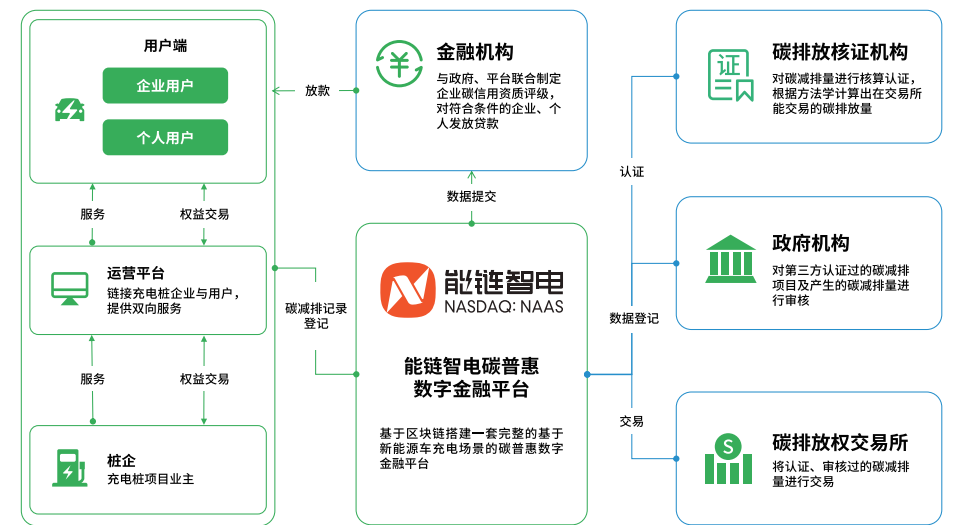 用户端
企业用户
个人用户
服务
权益交易
运营平台
链接充电桩企业与用户，
提供双向服务
服务
权益交易
桩企
充电桩项目业主
放款
碳减排记录
登记
金融机构
与政府、平台联合制定
企业碳信用资质评级，
对符合条件的企业、个
人发放贷款
数据提交
能链智电
NASDAQ: NAAS
能链智电碳普惠
数字金融平台
基于区块链搭建一套完整的基于
新能源车充电场景的碳普惠数字
金融平台
认证
数据登记
交易
证
碳排放核证机构
对碳减排量进行核算认证，
根据方法学计算出在交易所
能交易的碳排放量
政府机构
对第三方认证过的碳减排
项目及产生的碳减排量进
行审核
S
碳排放权交易所
将认证、审核过的碳减排
量进行交易